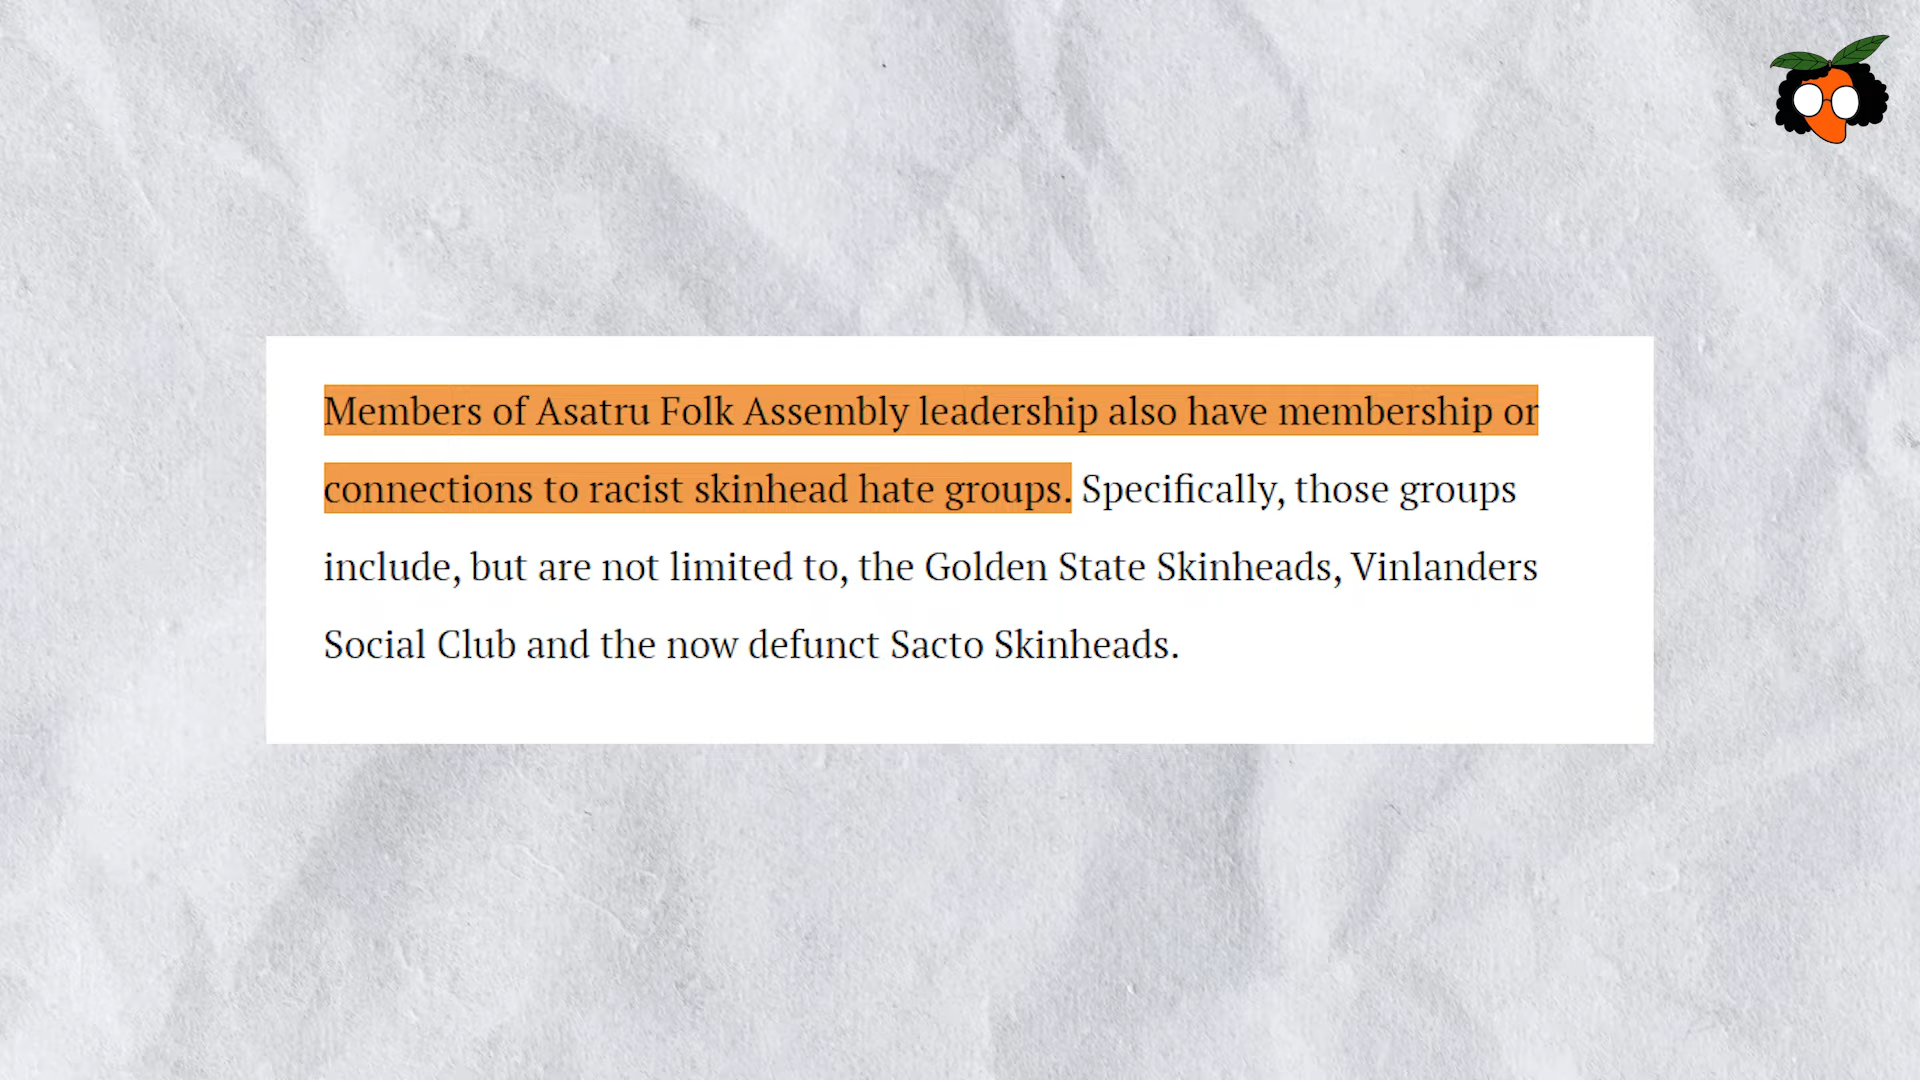 Members of Asatru Folk Assembly leadership also have membership or
connections to racist skinhead hate groups. Specifically, those groups
include, but are not limited to, the Golden State Skinheads, Vinlanders
Social Club and the now defunct Sacto Skinheads.